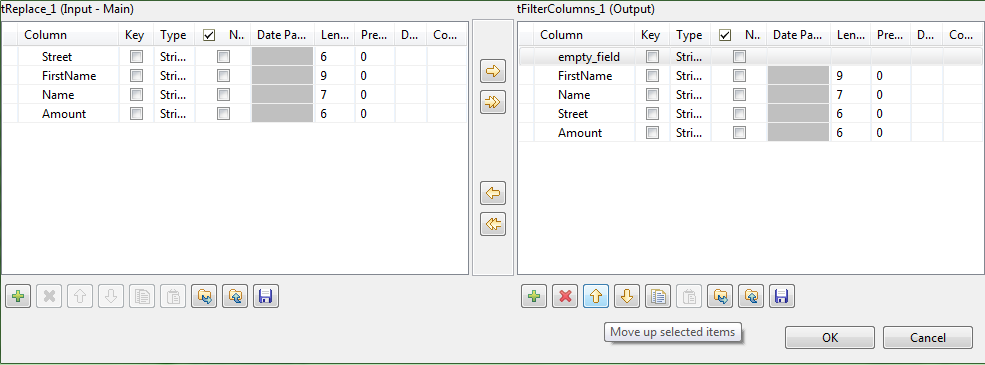 tReplace_1 (Input - Main)
Column Key Type N.. Date Pa... Len... Pre... D... Co...
Street Stri... 6 0
FirstName Stri... 9 0
Name Stri... 7 0
Amount Stri... 6 0
tFilterColumns_1 (Output)
Column Key Type N.. Date Pa... Len... Pre... D... Co...
empty_field Stri...
FirstName Stri... 9 0
Name Stri... 7 0
Street Stri... 6 0
Amount Stri... 6 0
Move up selected items
OK Cancel